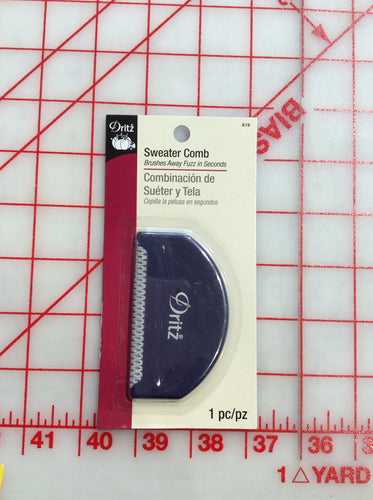 Dritz
619
Sweater Comb
Brushes Away Fuzz in Seconds
Combinación de
Suéter y Tela
Cepilla la pelusa en segundos
Dritz
1 pc/pz
BIAS
41 40 39 38 37 36 35
1 △ YARD